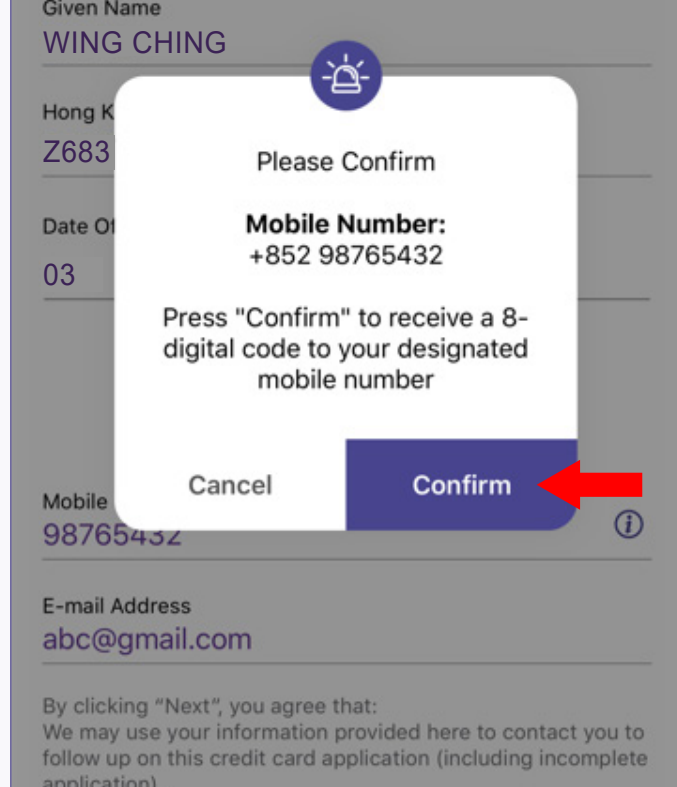 Given Name
WING CHING
Hong K
Z683
Date Of
03
Please Confirm
Mobile Number:
+852 98765432
Press "Confirm" to receive a 8-
digital code to your designated
mobile number
Cancel
Confirm
Mobile
98765432
E-mail Address
abc@gmail.com
By clicking “Next”, you agree that:
We may use your information provided here to contact you to
follow up on this credit card application (including incomplete
application)